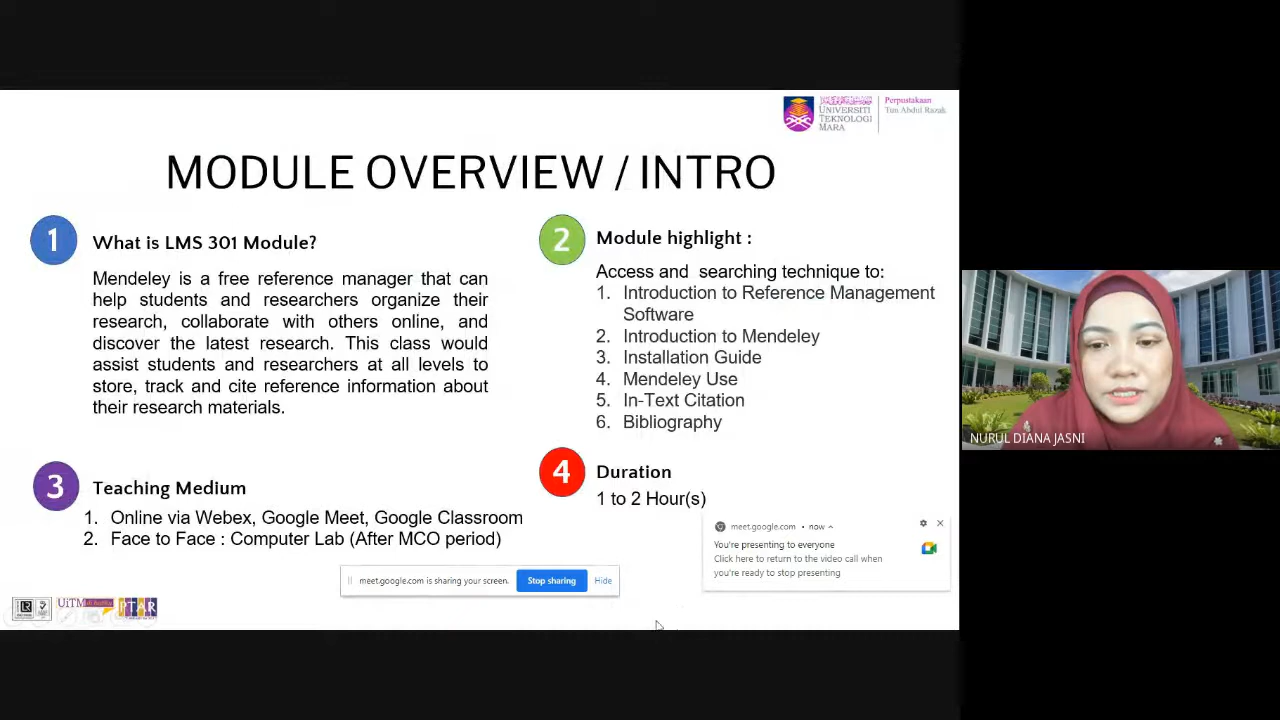 UNIVERSITI
TEKNOLOGI
MARA
Perpustakaan
Tun Abdul Razak
MODULE OVERVIEW / INTRO
1
What is LMS 301 Module?
Mendeley is a free reference manager that can
help students and researchers organize their
research, collaborate with others online, and
discover the latest research. This class would
assist students and researchers at all levels to
store, track and cite reference information about
their research materials.
2
Module highlight :
Access and searching technique to:
1. Introduction to Reference Management
Software
2. Introduction to Mendeley
3. Installation Guide
4. Mendeley Use
5. In-Text Citation
6. Bibliography
3
Teaching Medium
1. Online via Webex, Google Meet, Google Classroom
2. Face to Face : Computer Lab (After MCO period)
4
Duration
1 to 2 Hour(s)
meet.google.com • now
You're presenting to everyone
Click here to return to the video call when
you're ready to stop presenting
meet.google.com is sharing your screen.
Stop sharing
Hide
UiTM
PTAR
NURUL DIANA JASNI